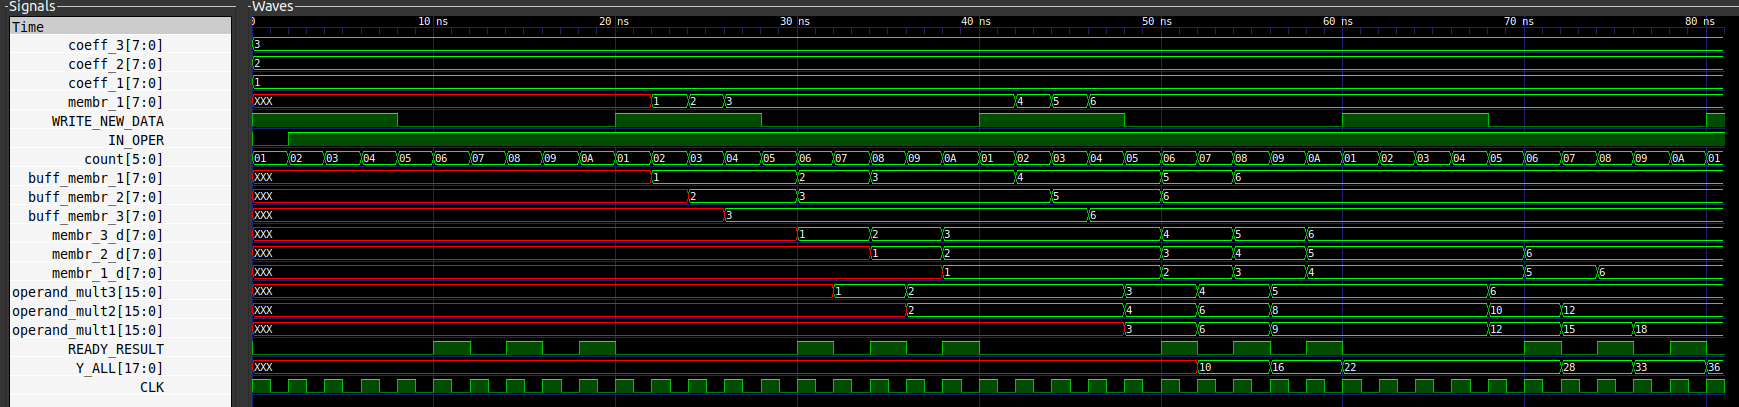 Signals Waves
Time 0 10 ns 20 ns 30 ns 40 ns 50 ns 60 ns 70 ns 80 ns
coeff_3[7:0] 3
coeff_2[7:0] 2
coeff_1[7:0] 1
membr_1[7:0] XXX 1 2 3 4 5 6
WRITE_NEW_DATA
IN_OPER
count[5:0] 01 02 03 04 05 06 07 08 09 0A 01 02 03 04 05 06 07 08 09 0A 01 02 03 04 05 06 07 08 09 0A 01 02 03 04 05 06 07 08 09 0A 01
buff_membr_1[7:0] XXX 1 2 3 4 5 6
buff_membr_2[7:0] XXX 2 3 5 6
buff_membr_3[7:0] XXX 3 6
membr_3_d[7:0] XXX 1 2 3 4 5 6
membr_2_d[7:0] XXX 1 2 3 4 5 6
membr_1_d[7:0] XXX 1 2 3 4 5 6
operand_mult3[15:0] XXX 1 2 3 4 5 6
operand_mult2[15:0] XXX 2 4 6 8 10 12
operand_mult1[15:0] XXX 3 6 9 12 15 18
READY_RESULT
Y_ALL[17:0] XXX 10 16 22 28 33 36
CLK